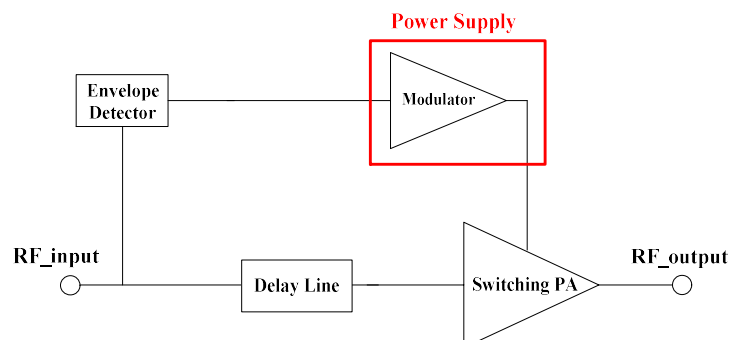 Power Supply
Envelope
Detector
Modulator
RF_input
RF_output
Delay Line
Switching PA